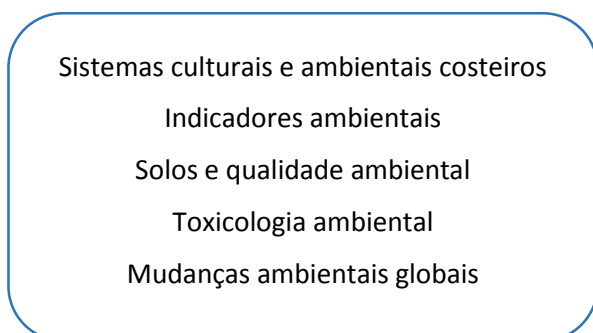 Sistemas culturais e ambientais costeiros
Indicadores ambientais
Solos e qualidade ambiental
Toxicologia ambiental
Mudanças ambientais globais